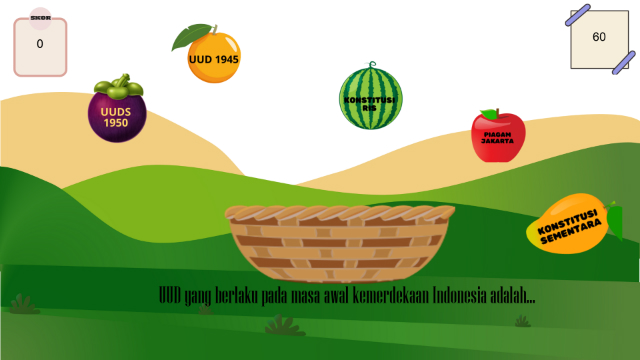 SKOR
0
60
UUD 1945
UUDS
1950
KONSTITUSI
RIS
PIAGAM
JAKARTA
KONSTITUSI
SEMENTARA
UUD yang berlaku pada masa awal kemerdekaan Indonesia adalah...